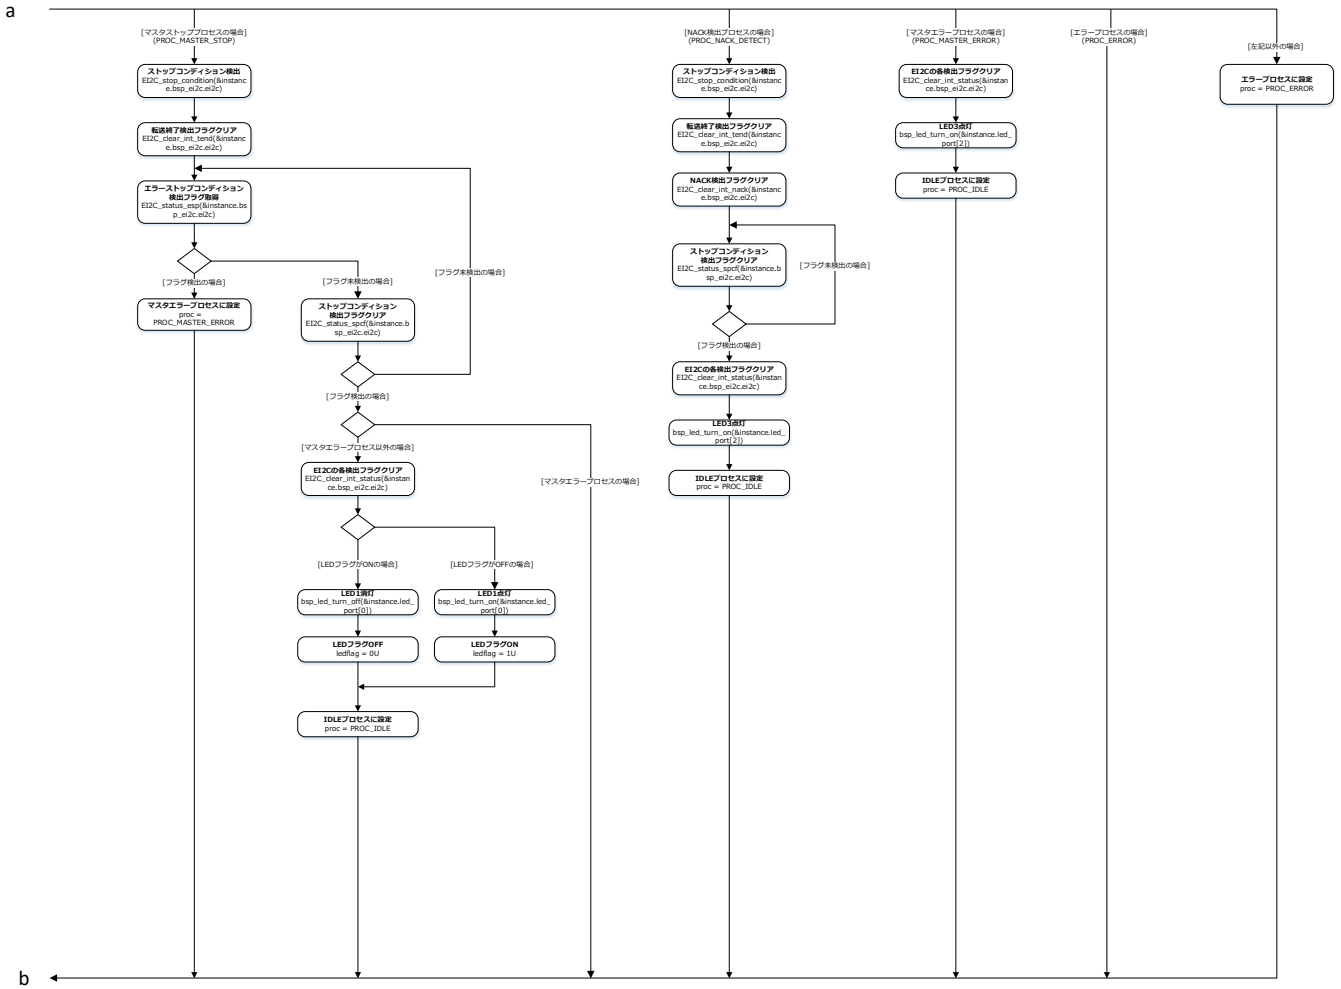 a
[マスタストッププロセスの場合]
(PROC_MASTER_STOP)
ストップコンディション検出
EI2C_stop_condition(&instanc
e.bsp_ei2c.ei2c)
転送終了検出フラグクリア
EI2C_clear_int_tend(&instanc
e.bsp_ei2c.ei2c)
エラーストップコンディション
検出フラグ取得
EI2C_status_esp(&instance.bs
p_ei2c.ei2c)
[フラグ検出の場合]
マスタエラープロセスに設定
proc =
PROC_MASTER_ERROR
[フラグ未検出の場合]
ストップコンディション
検出フラグクリア
EI2C_status_spcf(&instance.b
sp_ei2c.ei2c)
[フラグ未検出の場合]
[フラグ検出の場合]
[マスタエラープロセス以外の場合]
EI2Cの各検出フラグクリア
EI2C_clear_int_status(&instan
ce.bsp_ei2c.ei2c)
[マスタエラープロセスの場合]
[LEDフラグがONの場合]
LED1消灯
bsp_led_turn_off(&instance.led_
port[0])
LEDフラグOFF
ledflag = 0U
[LEDフラグがOFFの場合]
LED1点灯
bsp_led_turn_on(&instance.led_
port[0])
LEDフラグON
ledflag = 1U
IDLEプロセスに設定
proc = PROC_IDLE
[NACK検出プロセスの場合]
(PROC_NACK_DETECT)
ストップコンディション検出
EI2C_stop_condition(&instanc
e.bsp_ei2c.ei2c)
転送終了検出フラグクリア
EI2C_clear_int_tend(&instanc
e.bsp_ei2c.ei2c)
NACK検出フラグクリア
EI2C_clear_int_nack(&instanc
e.bsp_ei2c.ei2c)
ストップコンディション
検出フラグクリア
EI2C_status_spcf(&instance.b
sp_ei2c.ei2c)
[フラグ未検出の場合]
[フラグ検出の場合]
EI2Cの各検出フラグクリア
EI2C_clear_int_status(&instan
ce.bsp_ei2c.ei2c)
LED3点灯
bsp_led_turn_on(&instance.led_
port[2])
IDLEプロセスに設定
proc = PROC_IDLE
[マスタエラープロセスの場合]
(PROC_MASTER_ERROR)
EI2Cの各検出フラグクリア
EI2C_clear_int_status(&instan
ce.bsp_ei2c.ei2c)
LED3点灯
bsp_led_turn_on(&instance.led_
port[2])
IDLEプロセスに設定
proc = PROC_IDLE
[エラープロセスの場合]
(PROC_ERROR)
[左記以外の場合]
エラープロセスに設定
proc = PROC_ERROR
b